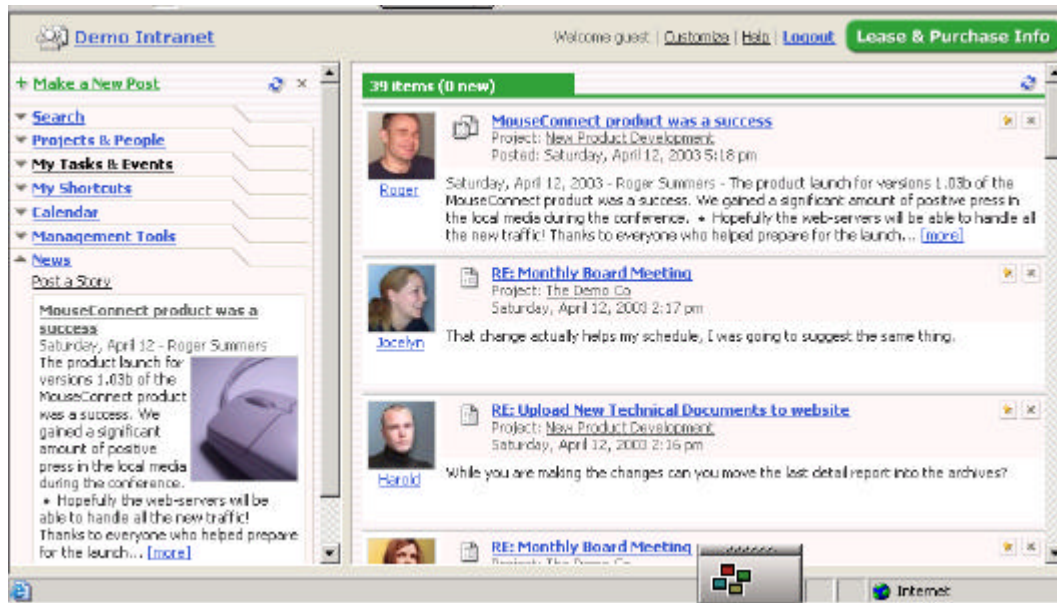 Demo Intranet
Welcome guest | Customize | Help | Logout
Lease & Purchase Info
+ Make a New Post
Search
Projects & People
My Tasks & Events
My Shortcuts
Calendar
Management Tools
News
Post a Story
MouseConnect product was a
success
Saturday, April 12 - Roger Summers
The product launch for
versions 1.03b of the
MouseConnect product
was a success. We
gained a significant
amount of positive
press in the local media
during the conference.
• Hopefully the web-servers will be
able to handle all the new traffic!
Thanks to everyone who helped prepare
for the launch... [more]
39 items (0 new)
MouseConnect product was a success
Project: New Product Development
Posted: Saturday, April 12, 2003 5:18 pm
Roger
Saturday, April 12, 2003 - Roger Summers - The product launch for versions 1.03b of the
MouseConnect product was a success. We gained a significant amount of positive press in
the local media during the conference. • Hopefully the web-servers will be able to handle all
the new traffic! Thanks to everyone who helped prepare for the launch... [more]
RE: Monthly Board Meeting
Project: The Demo Co
Saturday, April 12, 2003 2:17 pm
Jocelyn
That change actually helps my schedule, I was going to suggest the same thing.
RE: Upload New Technical Documents to website
Project: New Product Development
Saturday, April 12, 2003 2:16 pm
Harold
While you are making the changes can you move the last detail report into the archives?
RE: Monthly Board Meeting
Project: The Demo Co
Internet